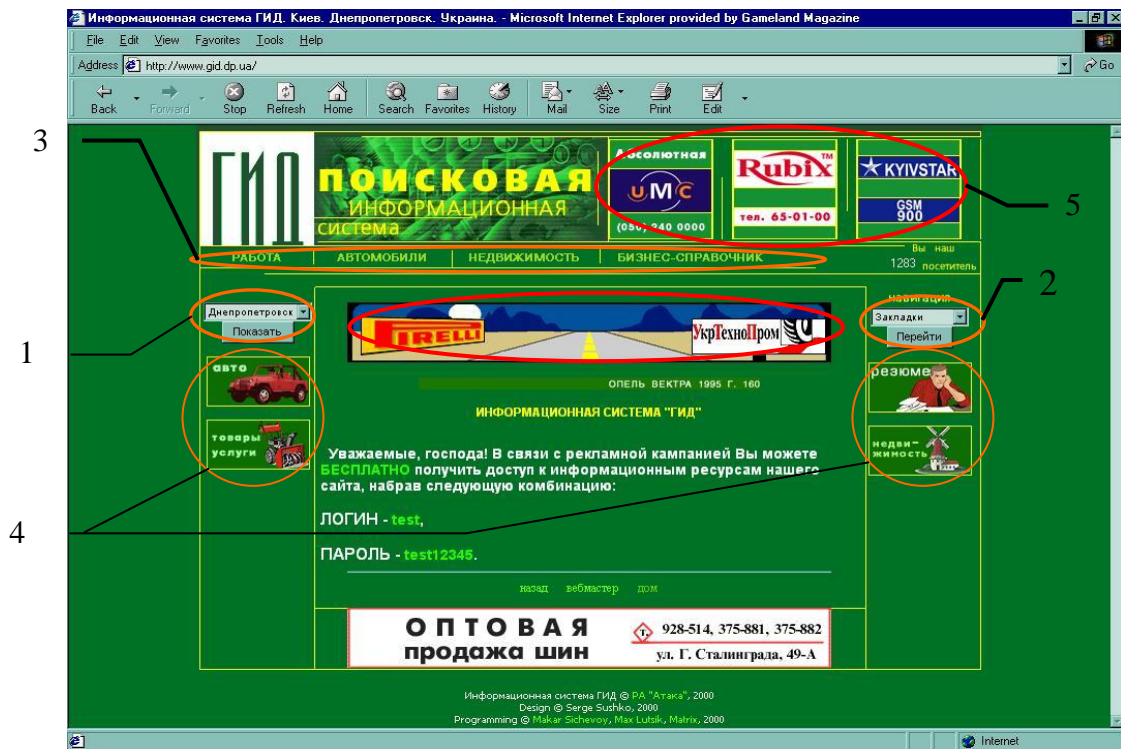 Информационная система ГИД. Киев. Днепропетровск. Украина. - Microsoft Internet Explorer provided by Gameland Magazine
File Edit View Favorites Tools Help
Address http://www.gid.dp.ua/ Go
Back Forward Stop Refresh Home Search Favorites History Mail Size Print Edit
3
ГИД
ПОИСКОВАЯ
ИНФОРМАЦИОННАЯ
система
Абсолютная
UMC
(050) 240 0000
Rubix™
тел. 65-01-00
KYIVSTAR
GSM
900
5
РАБОТА АВТОМОБИЛИ НЕДВИЖИМОСТЬ БИЗНЕС-СПРАВОЧНИК
Вы наш
1283 посетитель
2
1
Днепропетровск
Показать
авто
товары
услуги
4
PIRELLI УкрТехноПром
ОПЕЛЬ ВЕКТРА 1995 Г. 160
ИНФОРМАЦИОННАЯ СИСТЕМА "ГИД"
Уважаемые, господа! В связи с рекламной кампанией Вы можете
БЕСПЛАТНО получить доступ к информационным ресурсам нашего
сайта, набрав следующую комбинацию:
ЛОГИН - test,
ПАРОЛЬ - test12345.
назад вебмастер дом
навигация
Закладки
Перейти
резюме
недви-
жимость
ОПТОВАЯ
продажа шин
928-514, 375-881, 375-882
ул. Г. Сталинграда, 49-А
Информационная система ГИД @ РА "Атака", 2000
Design @ Serge Sushko, 2000
Programming @ Makar Sichevoy, Max Lutsik, Matrix, 2000
Internet